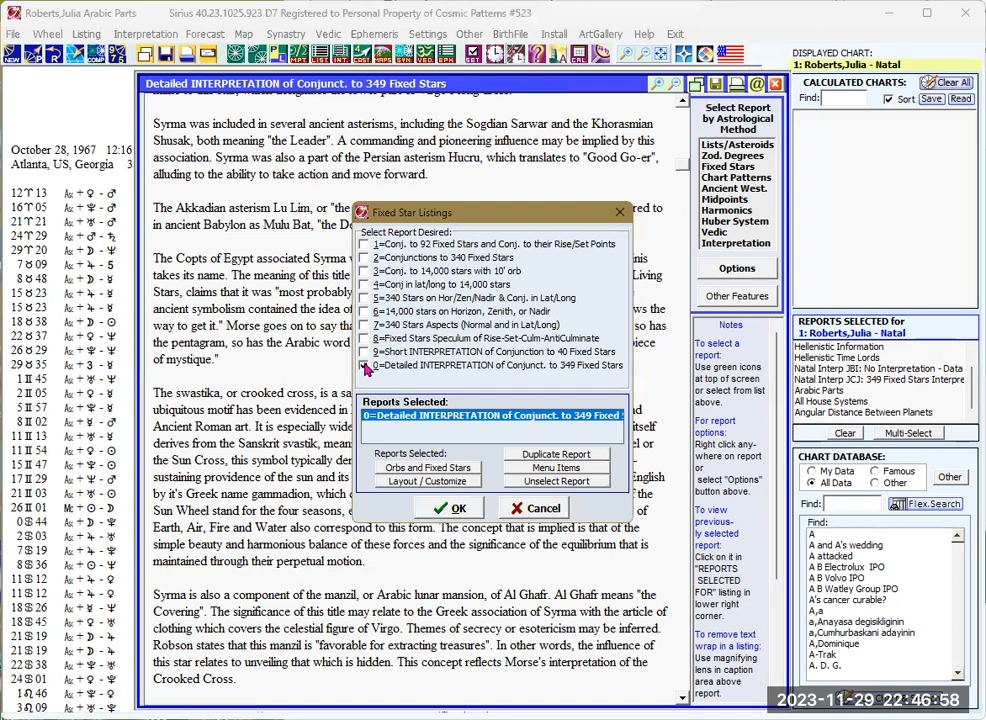 Roberts,Julia Arabic Parts
Sirius 40.23.1025.923 D7 Registered to Personal Property of Cosmic Patterns #523
File Wheel Listing Interpretation Forecast Map Synastry Vedic Ephemeris Settings Other BirthFile Install ArtGallery Help Exit
Detailed INTERPRETATION of Conjunct. to 349 Fixed Stars
Syrma was included in several ancient asterisms, including the Sogdian Sarwar and the Khorasmian
Shusak, both meaning "the Leader". A commanding and pioneering influence may be implied by this
association. Syrma was also a part of the Persian asterism Hucru, which translates to "Good Go-er",
alluding to the ability to take action and move forward.
The Akkadian asterism Lu Lim, or "the
red to
in ancient Babylon as Mulu Bat, "the D
The Copts of Egypt associated Syrma
nis
takes its name. The meaning of this title
Living
Stars, claims that it was "most probably
ancient symbolism contained the idea of
way to get it." Morse goes on to say tha
so has
the pentagram, so has the Arabic word
piece
of mystique."
The swastika, or crooked cross, is a sa
ubiquitous motif has been evidenced in
Ancient Roman art. It is especially wide
itself
derives from the Sanskrit svastik, mean
or
the Sun Cross, this symbol typically den
sustaining providence of the sun and its
English
by it's Greek name gammadion, which
Sun Wheel stand for the four seasons, e
Earth, Air, Fire and Water also correspond to this form. The concept that is implied is that of the
simple beauty and harmonious balance of these forces and the significance of the equilibrium that is
maintained through their perpetual motion.
Syrma is also a component of the manzil, or Arabic lunar mansion, of Al Ghafr. Al Ghafr means "the
Covering". The significance of this title may relate to the Greek association of Syrma with the article of
clothing which covers the celestial figure of Virgo. Themes of secrecy or esotericism may be inferred.
Robson states that this manzil is "favorable for extracting treasures". In other words, the influence of
this star relates to unveiling that which is hidden. This concept reflects Morse's interpretation of the
Crooked Cross.
October 28, 1967 12:16
Atlanta, US, Georgia 3
12♈13 As + ♀ - ♂
16♈05 As + ♆ - ♂
21♈21 As + ♅ - ♂
24♈29 As + ♂ - ♄
29♈20 As + ☽ - ♆
Fixed Star Listings
Select Report Desired:
1=Conj. to 92 Fixed Stars and Conj. to their Rise/Set Points
2=Conjunctions to 340 Fixed Stars
3=Conj. to 14,000 stars with 10' orb
4=Conj in lat/long to 14,000 stars
5=340 Stars on Hor/Zen/Nadir & Conj. in Lat/Long
6=14,000 stars on Horizon, Zenith, or Nadir
7=340 Stars Aspects (Normal and in Lat/Long)
8=Fixed Stars Speculum of Rise-Set-Culm-AntiCulminate
9=Short INTERPRETATION of Conjunction to 40 Fixed Stars
0=Detailed INTERPRETATION of Conjunct. to 349 Fixed Stars
Reports Selected:
0=Detailed INTERPRETATION of Conjunct. to 349 Fixed
Reports Selected:
Duplicate Report
Orbs and Fixed Stars
Menu Items
Layout / Customize
Unselect Report
OK
Cancel
Select Report
by Astrological
Method
Lists/Asteroids
Zod. Degrees
Fixed Stars
Chart Patterns
Ancient West.
Midpoints
Harmonics
Huber System
Vedic
Interpretation
Options
Other Features
Notes
To select a
report:
Use green icons
at top of screen
or select from
list above.
For report
options:
Right click any-
where on report
or select
"Options"
button above.
To view
previous-
ly selected
report:
Click on it in
"REPORTS
SELECTED
FOR" listing in
lower right
corner.
To remove text
wrap in a listing:
Use magnifying
lens in caption
area above
report.
DISPLAYED CHART:
1: Roberts,Julia - Natal
CALCULATED CHARTS:
Clear All
Find:
Sort
Save
Read
REPORTS SELECTED for
1: Roberts,Julia - Natal
Hellenistic Information
Hellenistic Time Lords
Natal Interp JBI: No Interpretation - Data
Natal Interp JCJ: 349 Fixed Stars Interpre
Arabic Parts
All House Systems
Angular Distance Between Planets
Clear
Multi-Select
CHART DATABASE:
My Data
Famous
All Data
Other
Other
Find:
Flex.Search
Find:
A
A and A's wedding
A attacked
A B Electrolux IPO
A B Volvo IPO
A B Watley Group IPO
A's cancer curable?
A,a
a,Anayasa degisikliginin
a,Cumhurbaskani adayinin
a,Dominique
A-Trak
A. D. G.
2023-11-29 22:46:58